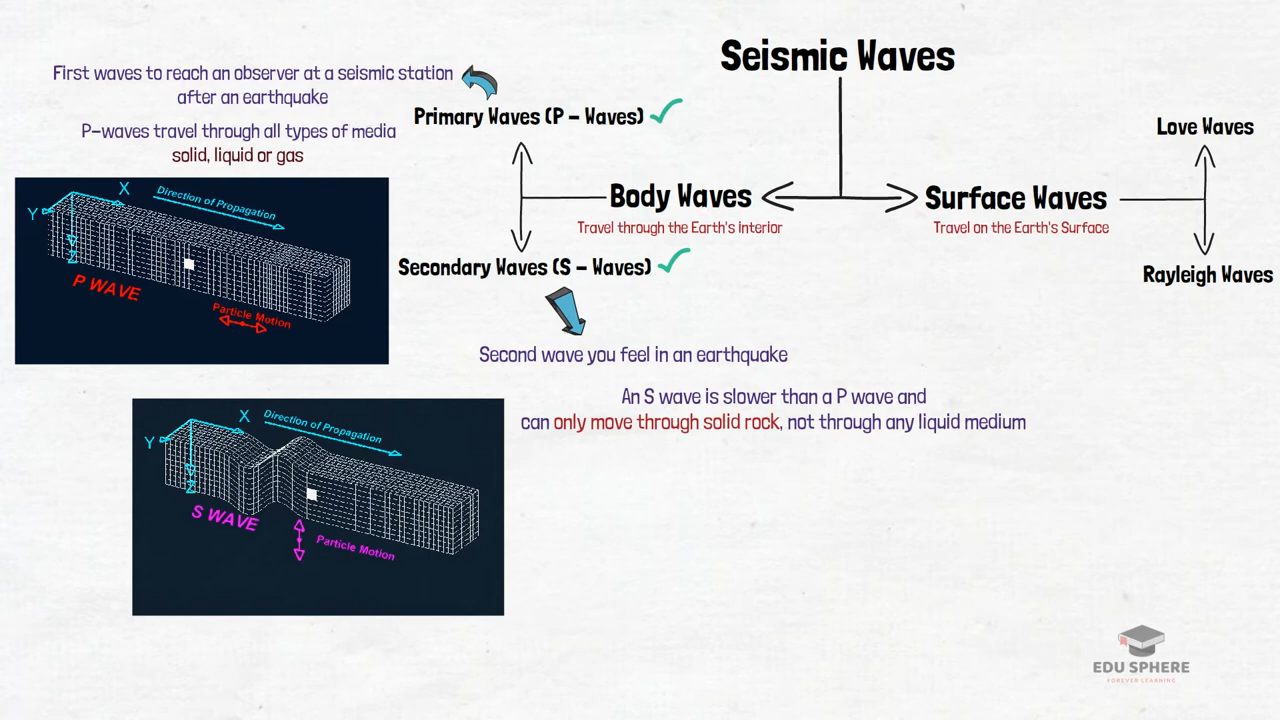 Seismic Waves
First waves to reach an observer at a seismic station
after an earthquake
Primary Waves (P - Waves)
P-waves travel through all types of media
solid, liquid or gas
Love Waves
Body Waves
Surface Waves
Travel through the Earth's Interior
Travel on the Earth's Surface
X
Y
Z
Direction of Propagation
P WAVE
Particle Motion
Secondary Waves (S - Waves)
Rayleigh Waves
Second wave you feel in an earthquake
An S wave is slower than a P wave and
can only move through solid rock, not through any liquid medium
X
Y
Z
Direction of Propagation
S WAVE
Particle Motion
EDU SPHERE
FOREVER LEARNING